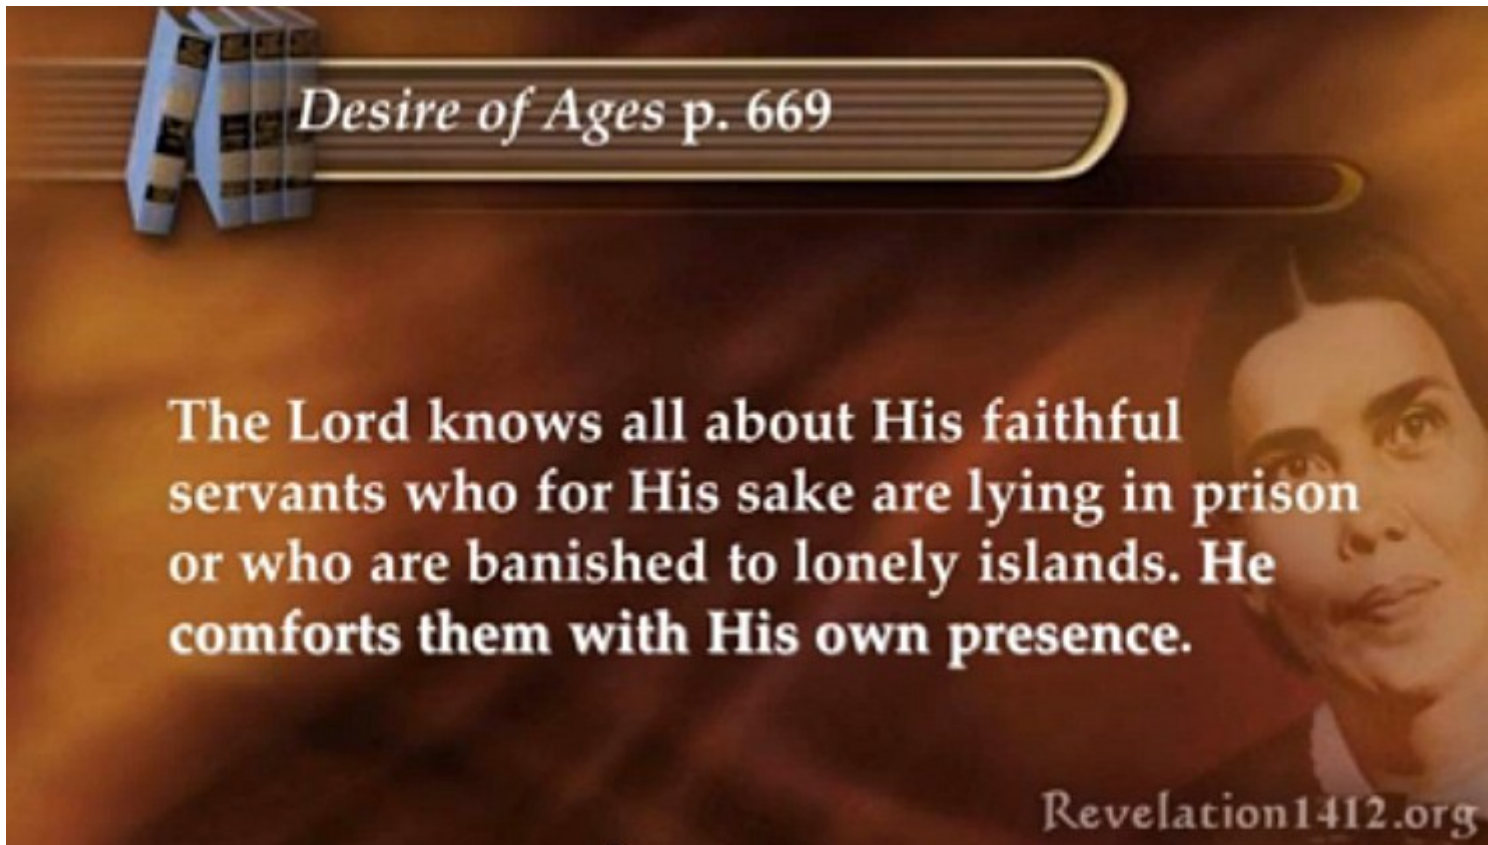 Desire of Ages p. 669
The Lord knows all about His faithful
servants who for His sake are lying in prison
or who are banished to lonely islands. He
comforts them with His own presence.
Revelation1412.org